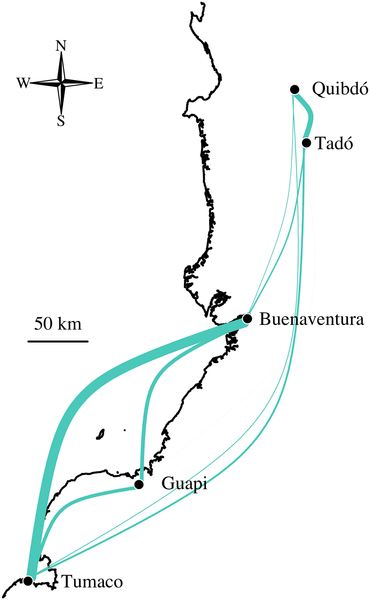 N
W E
S
Quibdó
Tadó
50 km
Buenaventura
Guapi
Tumaco